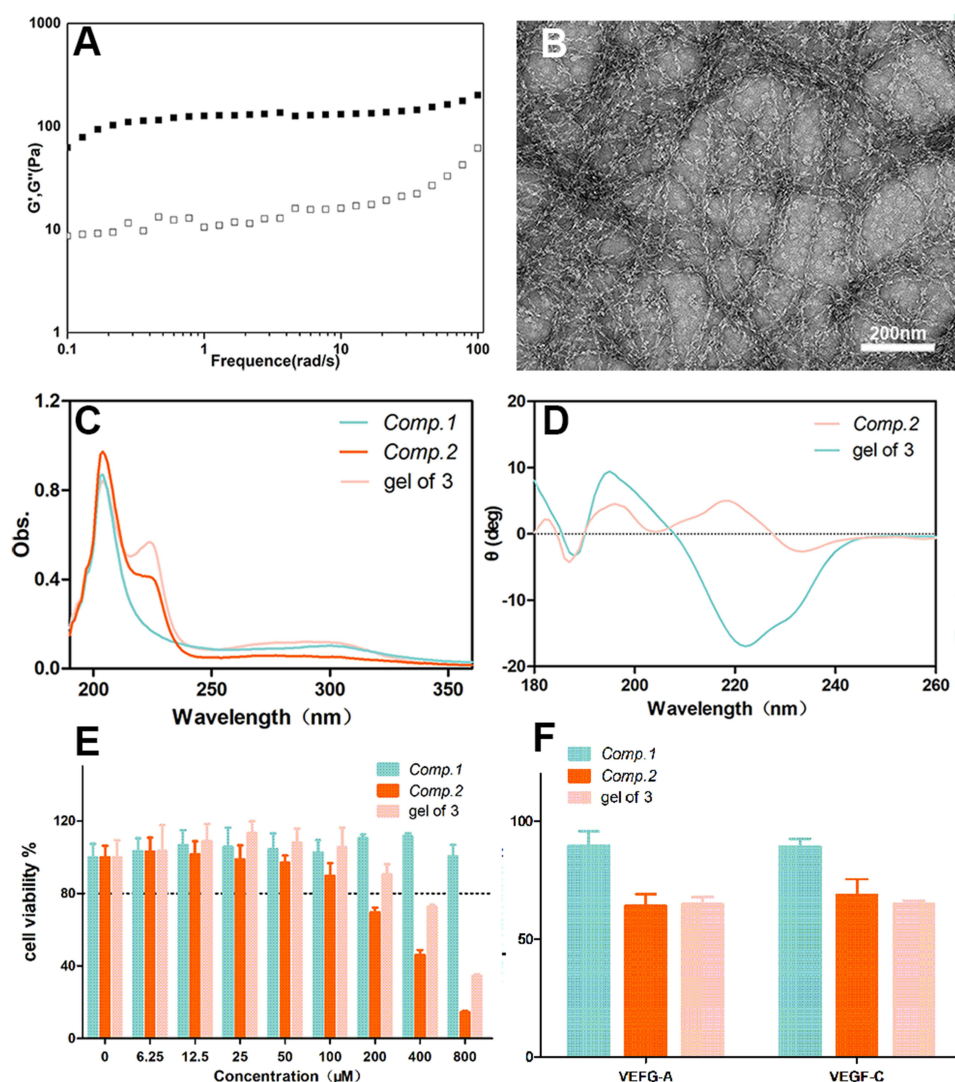 A
1000
100
10
1
G',G''(Pa)
0.1
1
10
100
Frequence(rad/s)
B
200nm
C
1.2
0.8
0.4
0.0
Obs.
Comp.1
Comp.2
gel of 3
200
250
300
350
Wavelength（nm）
D
20
10
0
-10
-20
θ (deg)
Comp.2
gel of 3
180
200
220
240
260
Wavelength（nm）
E
120
80
40
0
cell viability %
Comp.1
Comp.2
gel of 3
0
6.25
12.5
25
50
100
200
400
800
Concentration（µM）
F
100
50
0
Comp.1
Comp.2
gel of 3
VEFG-A
VEGF-C